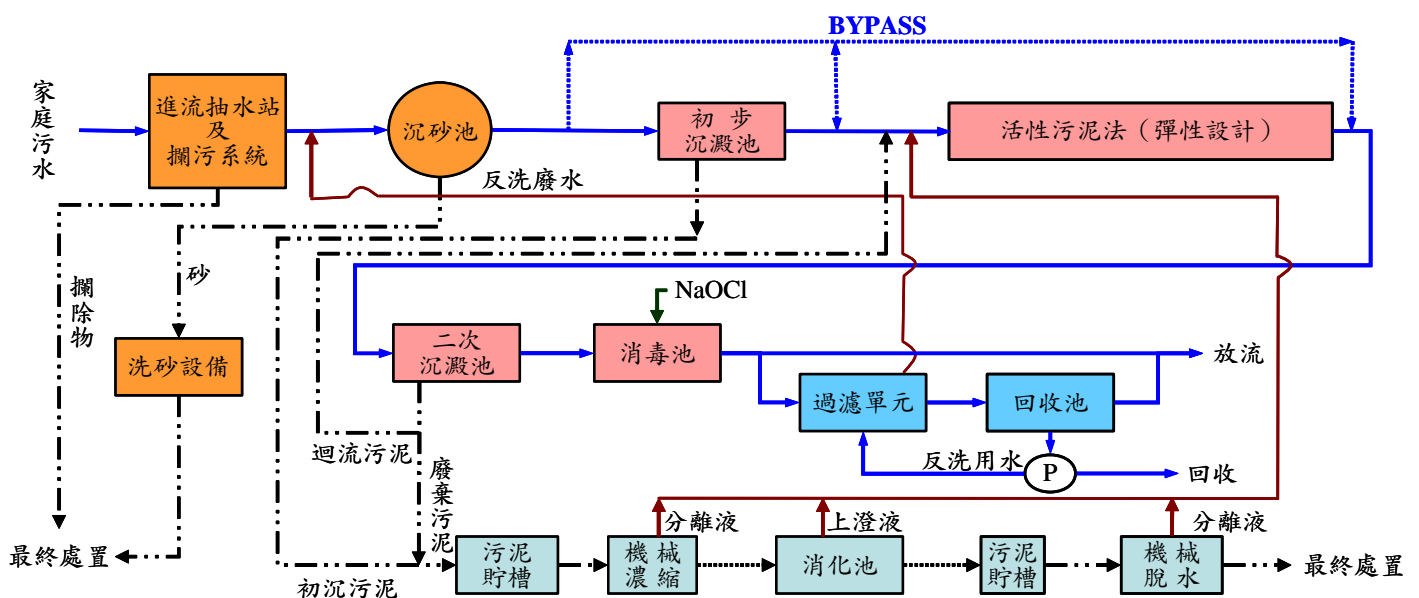 BYPASS
家庭污水
進流抽水站
及
攔污系統
沉砂池
初步
沉澱池
活性污泥法（彈性設計）
反洗廢水
砂
攔除物
NaOCl
洗砂設備
二次
沉澱池
消毒池
放流
過濾單元
回收池
迴流污泥
反洗用水
P
回收
廢棄污泥
分離液
上澄液
分離液
最終處置
初沉污泥
污泥
貯槽
機械
濃縮
消化池
污泥
貯槽
機械
脫水
最終處置